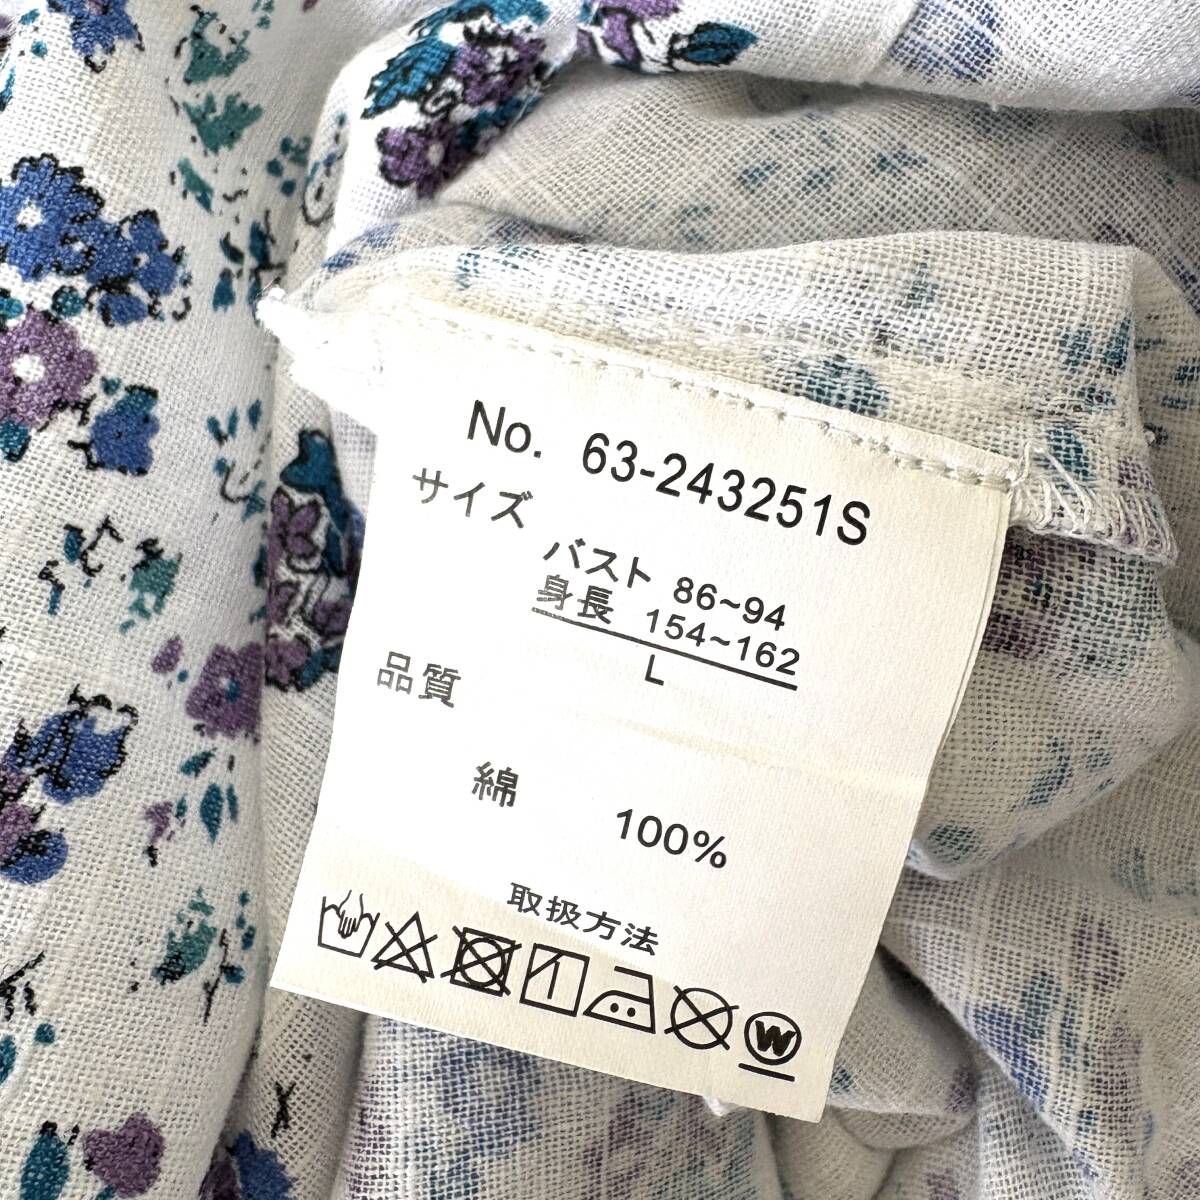 No. 63-243251S
サイズ
バスト 86~94
身長 154~162
L
品質
綿 100%
取扱方法
W